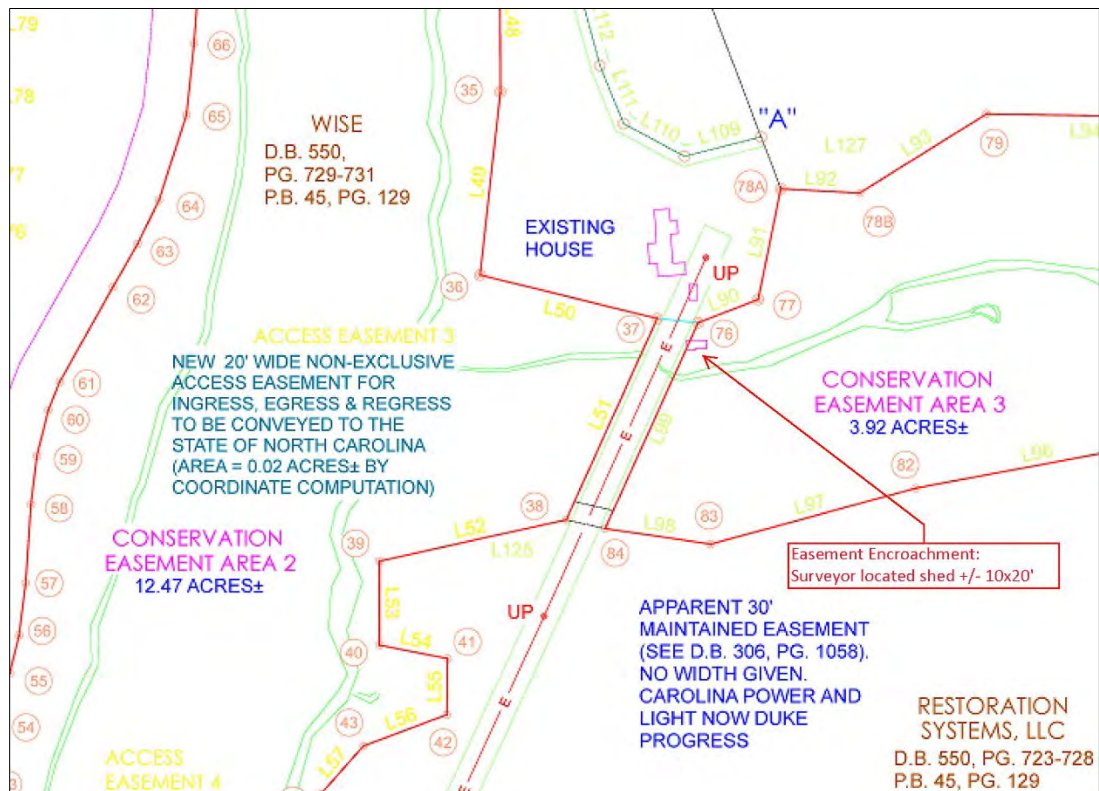 L79
66
L48
35
L112
L111
L110
L109
"A"
79
L94
L78
65
WISE
D.B. 550,
PG. 729-731
P.B. 45, PG. 129
L49
L127
L93
L92
78A
78B
64
EXISTING
HOUSE
L91
UP
63
36
62
L50
L90
77
37
76
ACCESS EASEMENT 3
NEW 20' WIDE NON-EXCLUSIVE
ACCESS EASEMENT FOR
INGRESS, EGRESS & REGRESS
TO BE CONVEYED TO THE
STATE OF NORTH CAROLINA
(AREA = 0.02 ACRES± BY
COORDINATE COMPUTATION)
E
L51
E
L99
CONSERVATION
EASEMENT AREA 3
3.92 ACRES±
61
60
59
58
82
L96
L97
38
E
CONSERVATION
EASEMENT AREA 2
12.47 ACRES±
39
L52
L125
84
L98
83
Easement Encroachment:
Surveyor located shed +/- 10x20'
57
L53
UP
APPARENT 30'
MAINTAINED EASEMENT
(SEE D.B. 306, PG. 1058).
NO WIDTH GIVEN.
CAROLINA POWER AND
LIGHT NOW DUKE
PROGRESS
56
40
L54
41
55
L55
54
43
L56
42
E
L57
RESTORATION
SYSTEMS, LLC
D.B. 550, PG. 723-728
P.B. 45, PG. 129
ACCESS
EASEMENT 4
E